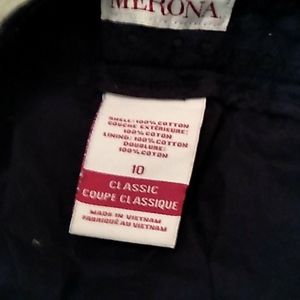 MERONA
SHELL: 100% COTTON
COUCHE EXTÉRIEURE:
100% COTON
LINING: 100% COTTON
DOUBLURE:
100% COTON
10
CLASSIC
COUPE CLASSIQUE
MADE IN VIETNAM
FABRIQUÉ AU VIETNAM